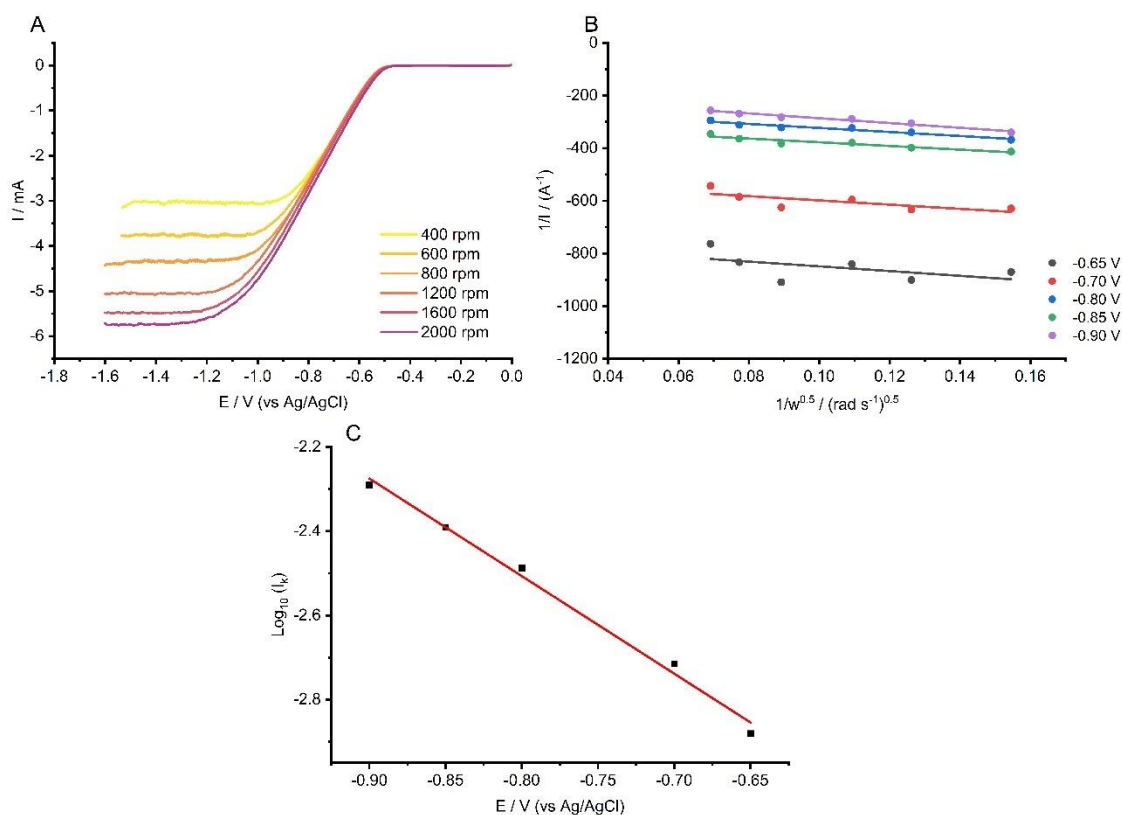 A
I / mA
0
-1
-2
-3
-4
-5
-6
400 rpm
600 rpm
800 rpm
1200 rpm
1600 rpm
2000 rpm
-1.8 -1.6 -1.4 -1.2 -1.0 -0.8 -0.6 -0.4 -0.2 0.0
E / V (vs Ag/AgCl)
B
1/I / (A⁻¹)
0
-200
-400
-600
-800
-1000
-1200
-0.65 V
-0.70 V
-0.80 V
-0.85 V
-0.90 V
0.04 0.06 0.08 0.10 0.12 0.14 0.16
1/w⁰·⁵ / (rad s⁻¹)⁰·⁵
C
Log₁₀ (Iₖ)
-2.2
-2.4
-2.6
-2.8
-0.90 -0.85 -0.80 -0.75 -0.70 -0.65
E / V (vs Ag/AgCl)